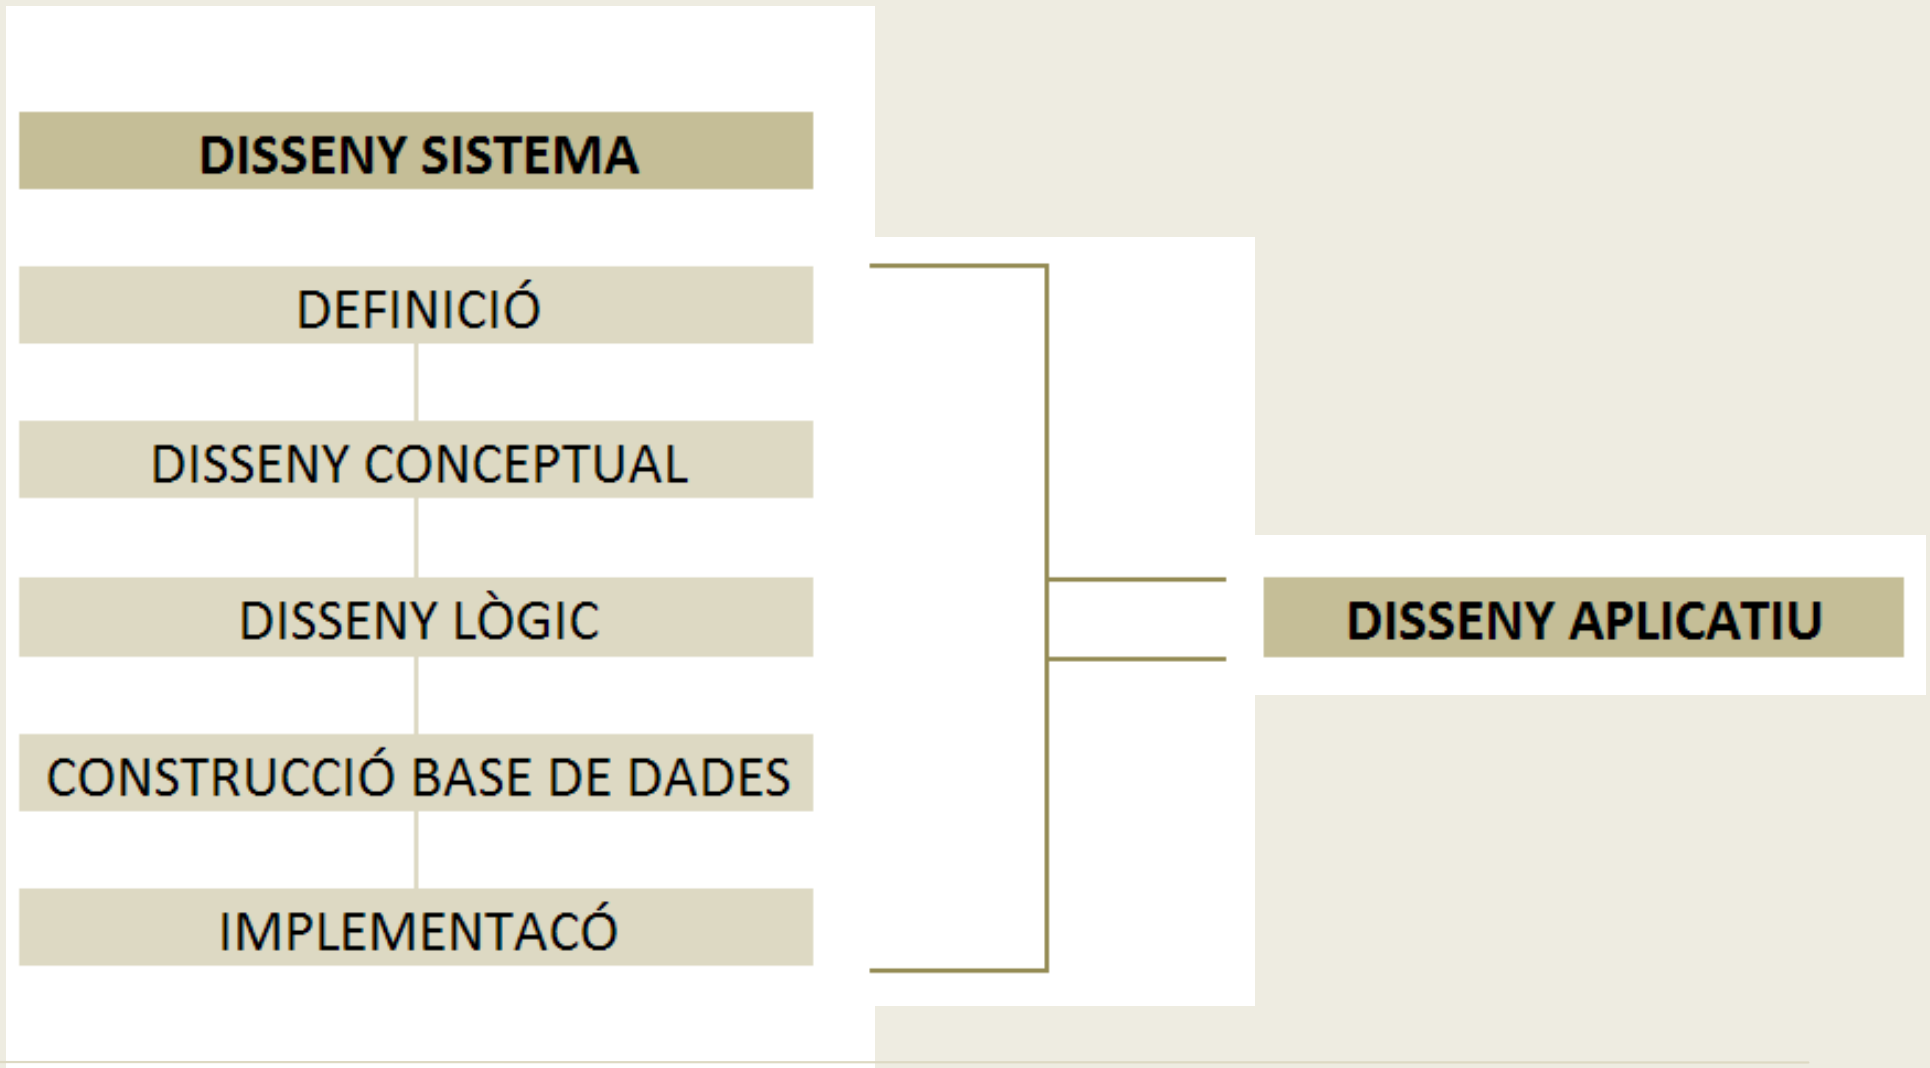 DISSENY SISTEMA
DEFINICIÓ
DISSENY CONCEPTUAL
DISSENY LÒGIC
CONSTRUCCIÓ BASE DE DADES
IMPLEMENTACÓ
DISSENY APLICATIU